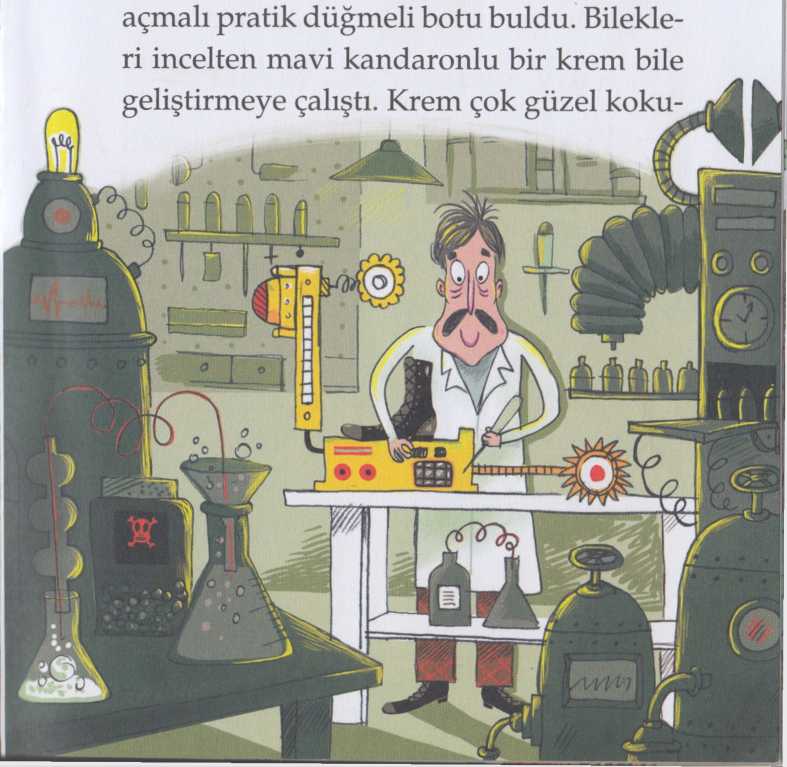 açmalı pratik düğmeli botu buldu. Bilekle-
ri incelten mavi kandaronlu bir krem bile
geliştirmeye çalıştı. Krem çok güzel koku-